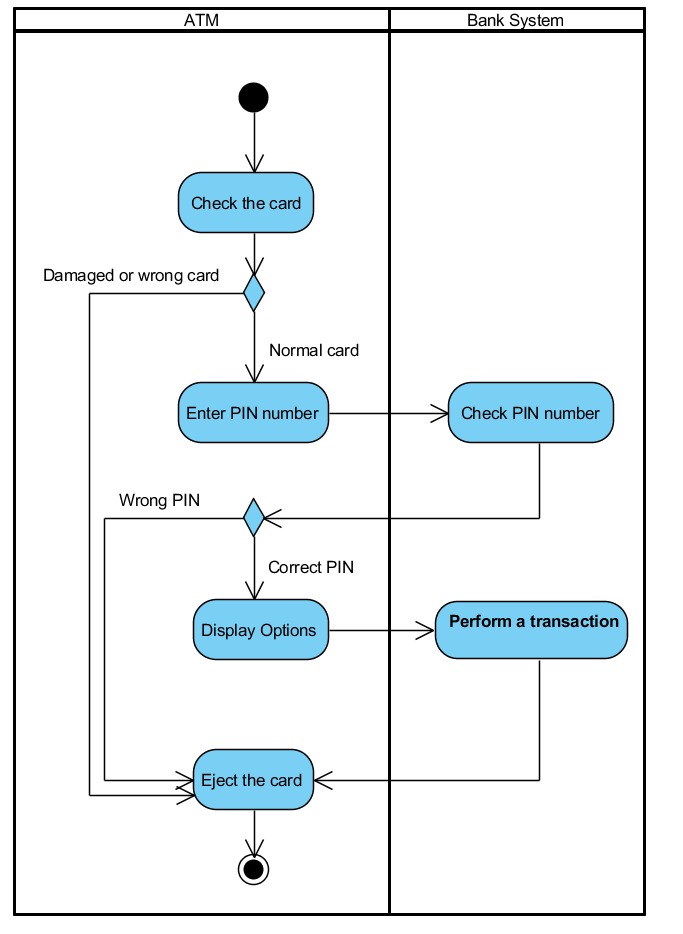 ATM
Bank System
Check the card
Damaged or wrong card
Normal card
Enter PIN number
Check PIN number
Wrong PIN
Correct PIN
Display Options
Perform a transaction
Eject the card